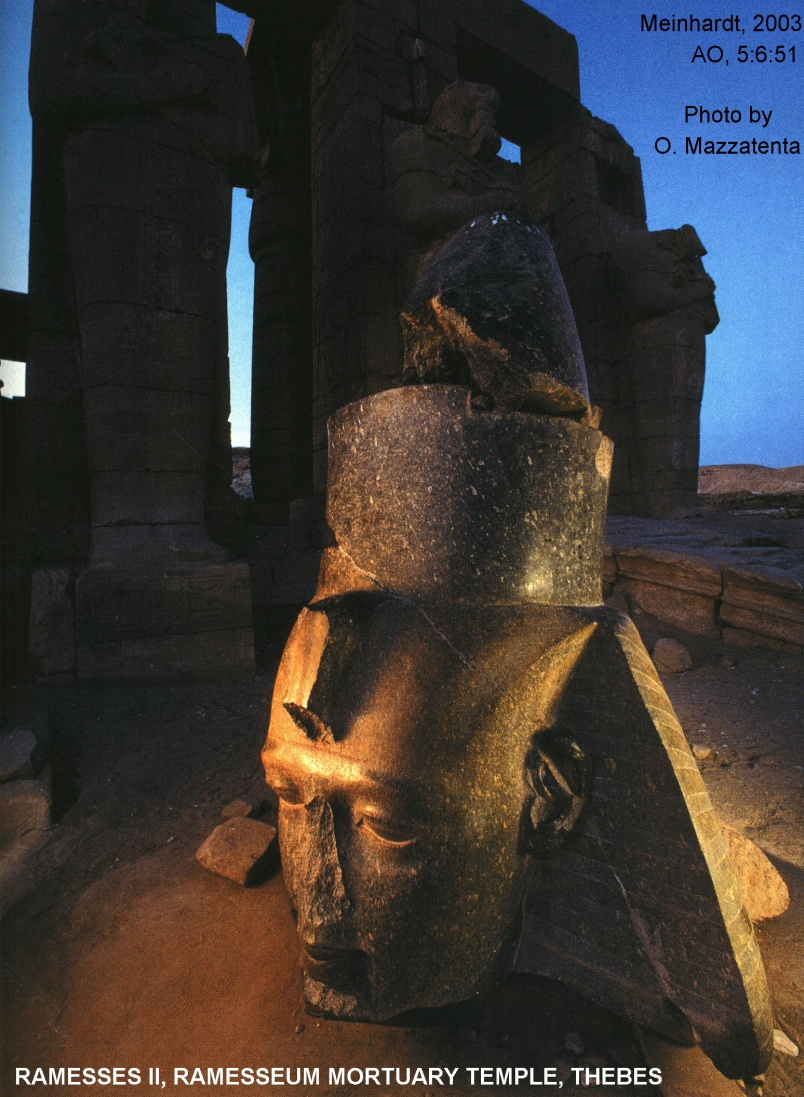 Meinhardt, 2003
AO, 5:6:51
Photo by
O. Mazzatenta
RAMESSES II, RAMESSEUM MORTUARY TEMPLE, THEBES